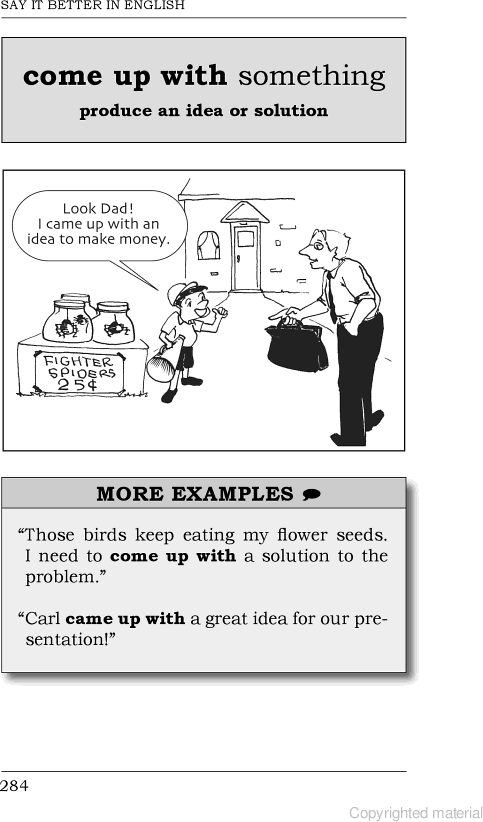 SAY IT BETTER IN ENGLISH
come up with something
produce an idea or solution
Look Dad!
I came up with an
idea to make money.
FIGHTER
SPIDERS
25¢
MORE EXAMPLES
“Those birds keep eating my flower seeds.
I need to come up with a solution to the
problem.”
“Carl came up with a great idea for our pre-
sentation!”
284
Copyrighted material